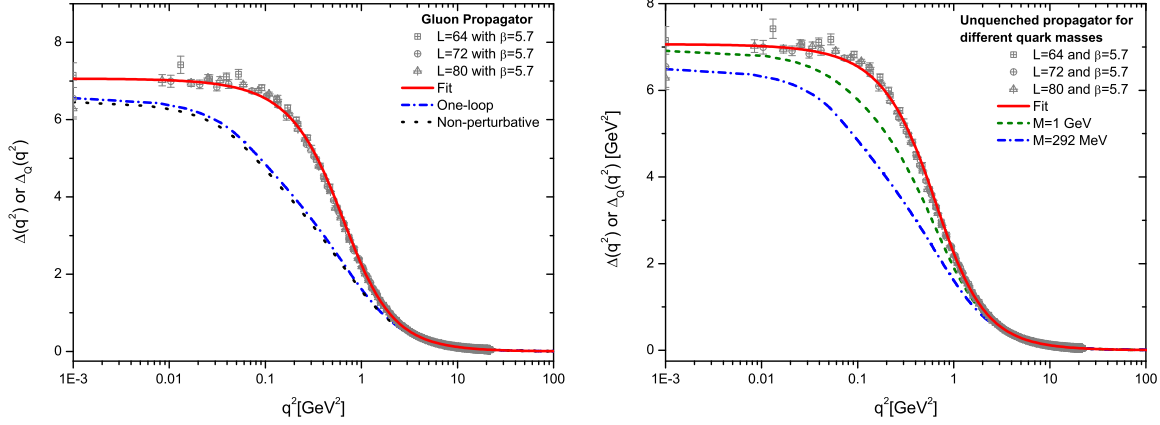 Gluon Propagator
L=64 with β=5.7
L=72 with β=5.7
L=80 with β=5.7
Fit
One-loop
Non-perturbative
8
6
4
2
0
Δ(q²) or Δ_Q(q²)
1E-3 0.01 0.1 1 10 100
q²[GeV²]
Unquenched propagator for
different quark masses
L=64 and β=5.7
L=72 and β=5.7
L=80 and β=5.7
Fit
M=1 GeV
M=292 MeV
8
6
4
2
0
Δ(q²) or Δ_Q(q²) [GeV²]
1E-3 0.01 0.1 1 10 100
q²[GeV²]